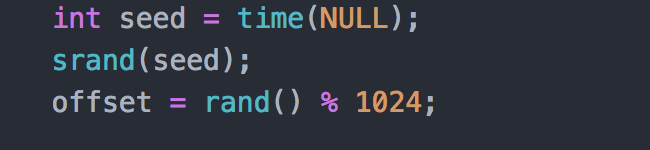 int seed = time(NULL);
srand(seed);
offset = rand() % 1024;